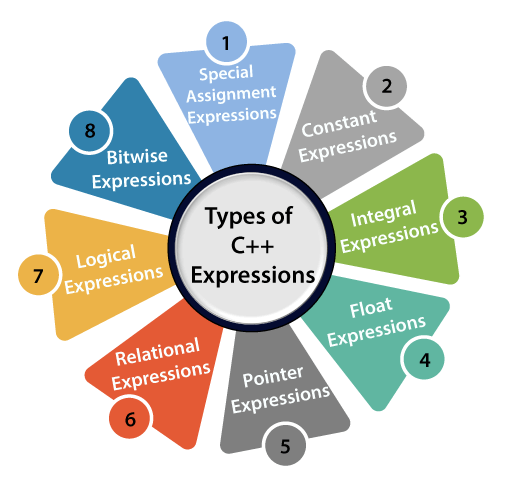 Types of
C++
Expressions
1
Special
Assignment
Expressions
2
Constant
Expressions
3
Integral
Expressions
Float
Expressions
4
Pointer
Expressions
5
Relational
Expressions
6
7
Logical
Expressions
8
Bitwise
Expressions